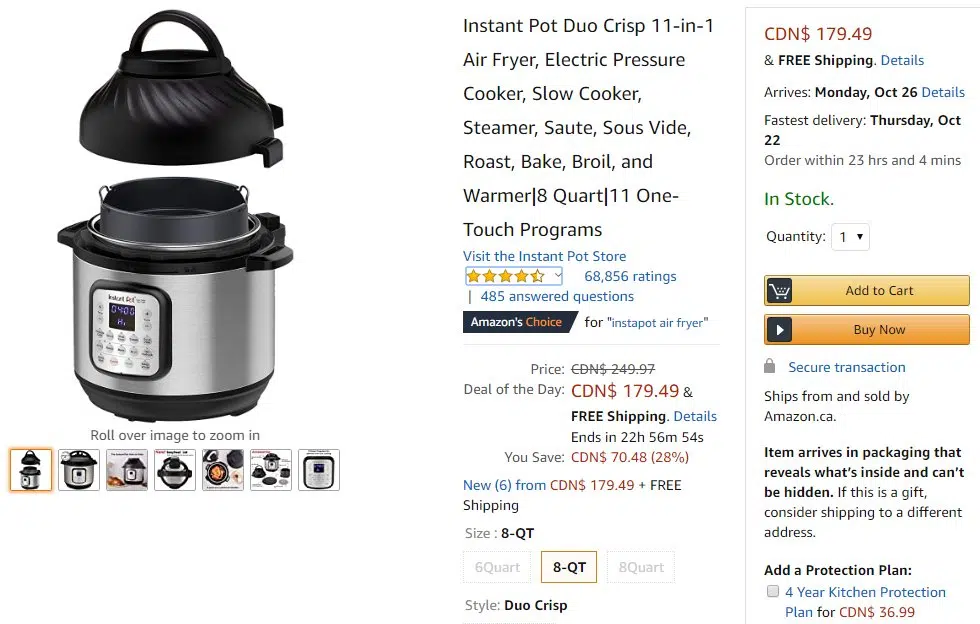 Instant Pot Duo Crisp 11-in-1
Air Fryer, Electric Pressure
Cooker, Slow Cooker,
Steamer, Saute, Sous Vide,
Roast, Bake, Broil, and
Warmer|8 Quart|11 One-
Touch Programs
Visit the Instant Pot Store
68,856 ratings
| 485 answered questions
Amazon's Choice for "instapot air fryer"
Price: CDN$ 249.97
Deal of the Day: CDN$ 179.49 &
FREE Shipping. Details
Ends in 22h 56m 54s
You Save: CDN$ 70.48 (28%)
New (6) from CDN$ 179.49 + FREE
Shipping
Size : 8-QT
6Quart 8-QT 8Quart
Style: Duo Crisp
Instant Pot
Roll over image to zoom in
CDN$ 179.49
& FREE Shipping. Details
Arrives: Monday, Oct 26 Details
Fastest delivery: Thursday, Oct
22
Order within 23 hrs and 4 mins
In Stock.
Quantity: 1
Add to Cart
Buy Now
Secure transaction
Ships from and sold by
Amazon.ca.
Item arrives in packaging that
reveals what's inside and can't
be hidden. If this is a gift,
consider shipping to a different
address.
Add a Protection Plan:
4 Year Kitchen Protection
Plan for CDN$ 36.99